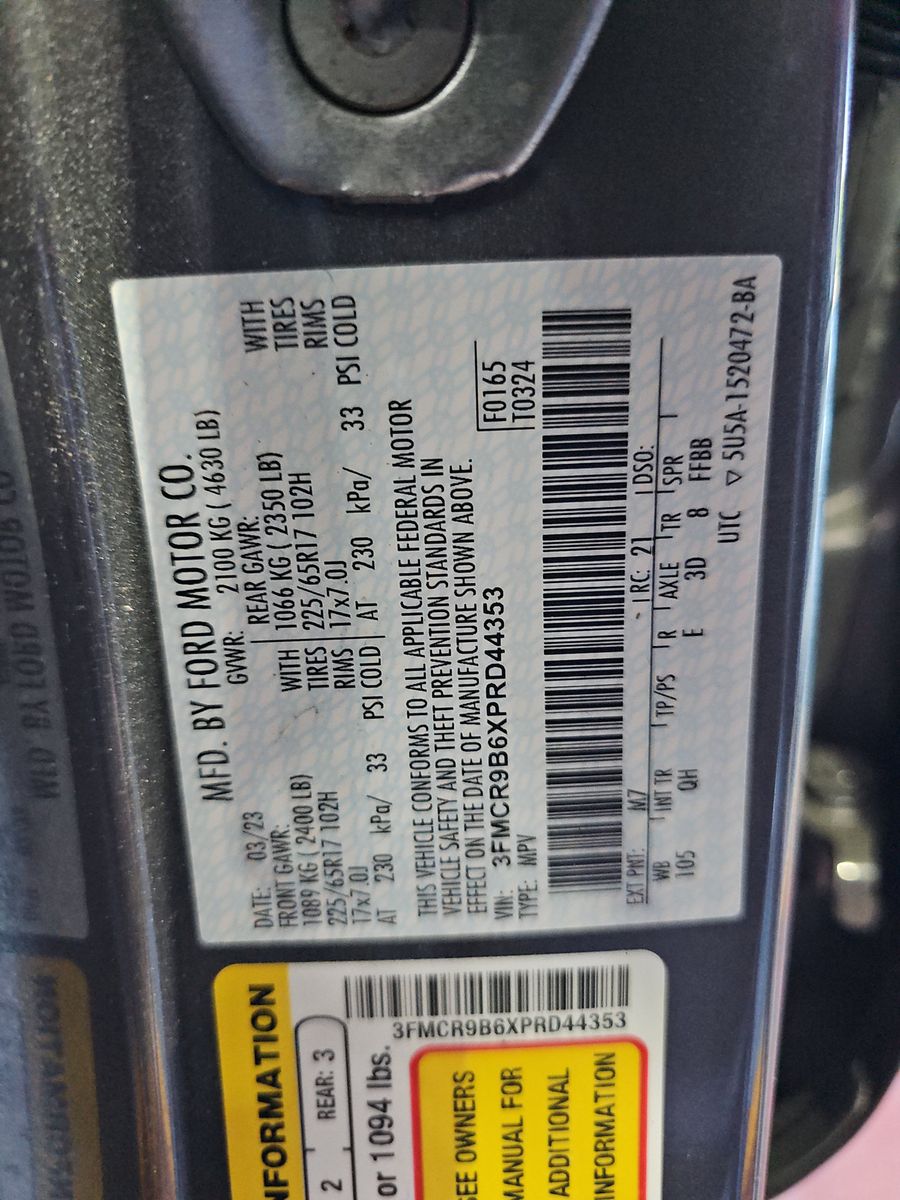 MFD. BY FORD MOTOR CO.
DATE: 03/23 GVWR: 2100 KG ( 4630 LB)
FRONT GAWR: REAR GAWR:
1089 KG ( 2400 LB) WITH 1066 KG ( 2350 LB) WITH
225/65R17 102H TIRES 225/65R17 102H TIRES
17x7.0J RIMS 17x7.0J RIMS
AT 230 kPa/ 33 PSI COLD AT 230 kPa/ 33 PSI COLD
THIS VEHICLE CONFORMS TO ALL APPLICABLE FEDERAL MOTOR
VEHICLE SAFETY AND THEFT PREVENTION STANDARDS IN
EFFECT ON THE DATE OF MANUFACTURE SHOWN ABOVE.
VIN: 3FMCR9B6XPRD44353 F0165
TYPE: MPV T0324
EXT PNT: M7 - RC: 21 DSO:
WB INT TR TP/PS R AXLE TR SPR
105 QH E 3D 8 FFBB
UTC ▽ 5U5A-1520472-BA
NFORMATION
2 REAR: 3
or 1094 lbs.
3FMCR9B6XPRD44353
SEE OWNERS
MANUAL FOR
ADDITIONAL
INFORMATION